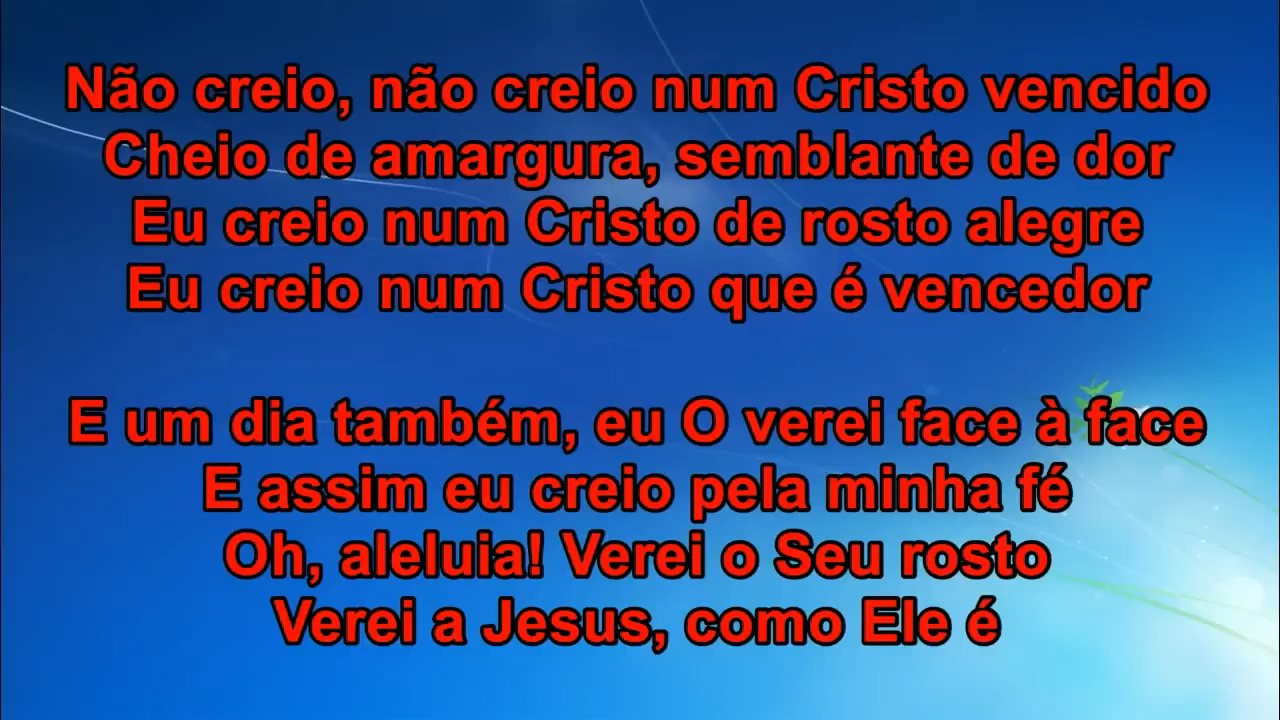 Não creio, não creio num Cristo vencido
Cheio de amargura, semblante de dor
Eu creio num Cristo de rosto alegre
Eu creio num Cristo que é vencedor
E um dia também, eu O verei face à face
E assim eu creio pela minha fé
Oh, aleluia! Verei o Seu rosto
Verei a Jesus, como Ele é